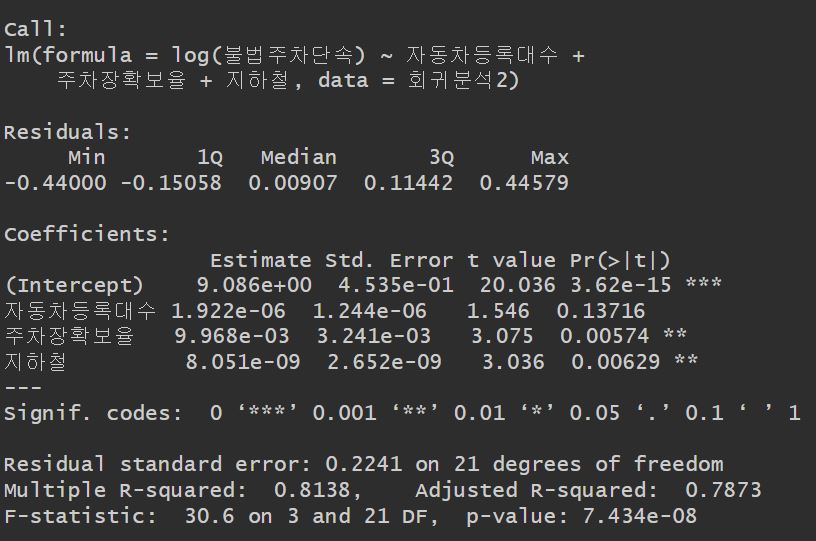 Call:
lm(formula = log(불법주차단속) ~ 자동차등록대수 +
주차장확보율 + 지하철, data = 회귀분석2)
Residuals:
Min 1Q Median 3Q Max
-0.44000 -0.15058 0.00907 0.11442 0.44579
Coefficients:
Estimate Std. Error t value Pr(>|t|)
(Intercept) 9.086e+00 4.535e-01 20.036 3.62e-15 ***
자동차등록대수 1.922e-06 1.244e-06 1.546 0.13716
주차장확보율 9.968e-03 3.241e-03 3.075 0.00574 **
지하철 8.051e-09 2.652e-09 3.036 0.00629 **
---
Signif. codes: 0 ‘***’ 0.001 ‘**’ 0.01 ‘*’ 0.05 ‘.’ 0.1 ‘ ’ 1
Residual standard error: 0.2241 on 21 degrees of freedom
Multiple R-squared: 0.8138, Adjusted R-squared: 0.7873
F-statistic: 30.6 on 3 and 21 DF, p-value: 7.434e-08